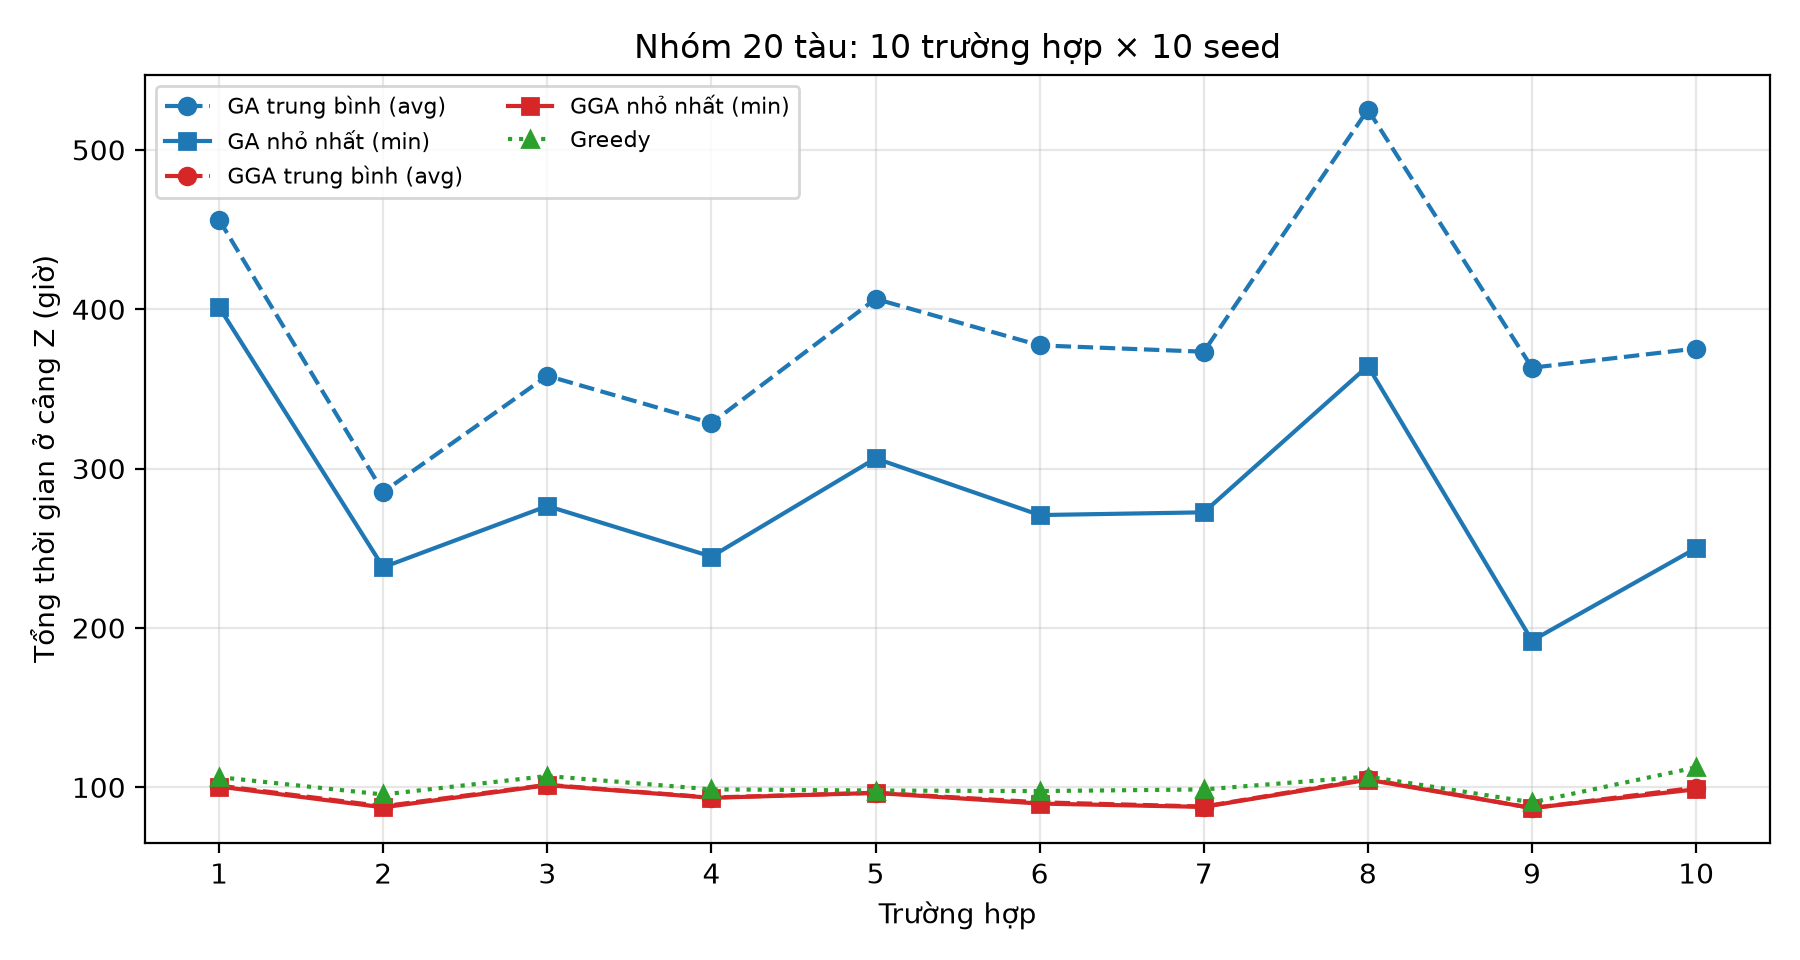 Nhóm 20 tàu: 10 trường hợp × 10 seed
GA trung bình (avg)
GA nhỏ nhất (min)
GGA trung bình (avg)
GGA nhỏ nhất (min)
Greedy
Tổng thời gian ở cảng Z (giờ)
500
400
300
200
100
1 2 3 4 5 6 7 8 9 10
Trường hợp